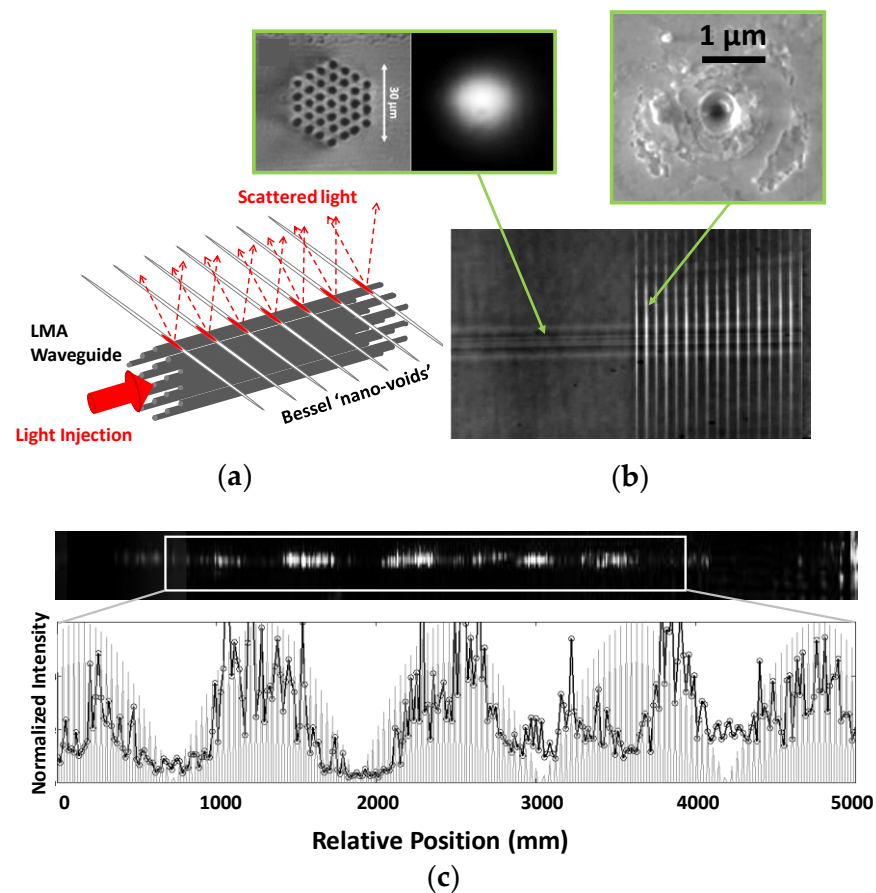 30 µm
1 µm
Scattered light
LMA
Waveguide
Bessel ‘nano-voids’
Light Injection
(a)
(b)
Normalized Intensity
0 1000 2000 3000 4000 5000
Relative Position (mm)
(c)